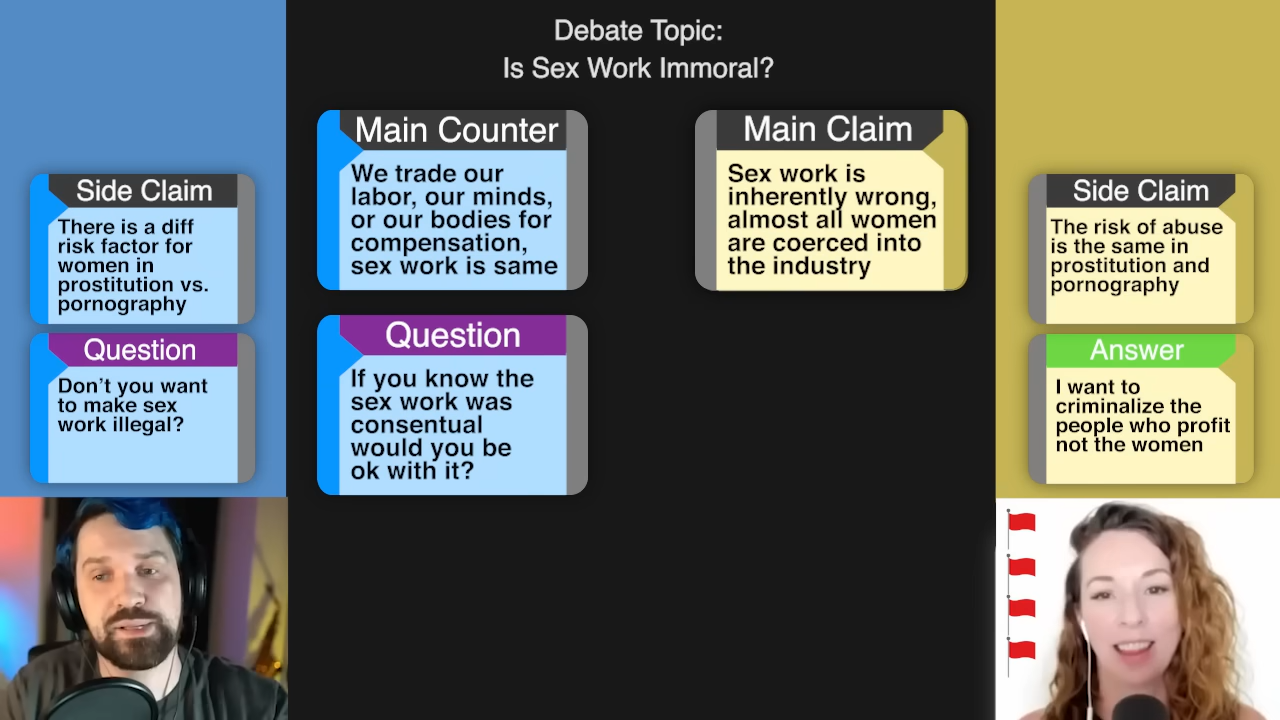 Debate Topic:
Is Sex Work Immoral?
Main Counter
We trade our
labor, our minds,
or our bodies for
compensation,
sex work is same
Main Claim
Sex work is
inherently wrong,
almost all women
are coerced into
the industry
Side Claim
There is a diff
risk factor for
women in
prostitution vs.
pornography
Side Claim
The risk of abuse
is the same in
prostitution and
pornography
Question
Don't you want
to make sex
work illegal?
Question
If you know the
sex work was
consentual
would you be
ok with it?
Answer
I want to
criminalize the
people who profit
not the women